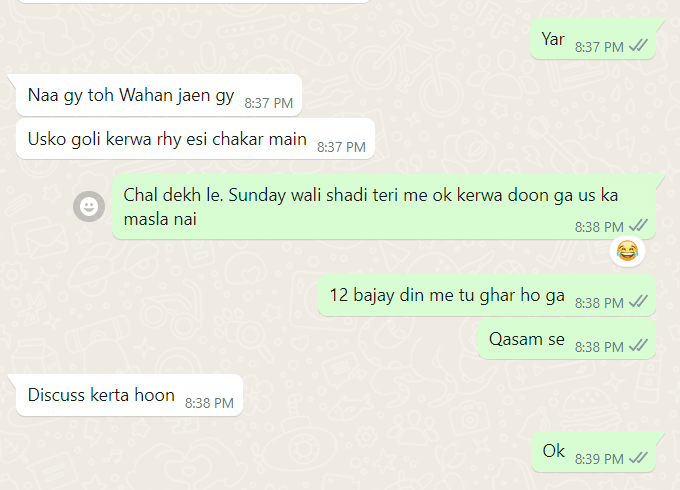 Yar
8:37 PM
Naa gy toh Wahan jaen gy
8:37 PM
Usko goli kerwa rhy esi chakar main
8:37 PM
Chal dekh le. Sunday wali shadi teri me ok kerwa doon ga us ka
masla nai
8:38 PM
12 bajay din me tu ghar ho ga
8:38 PM
Qasam se
8:38 PM
Discuss kerta hoon
8:38 PM
Ok
8:39 PM